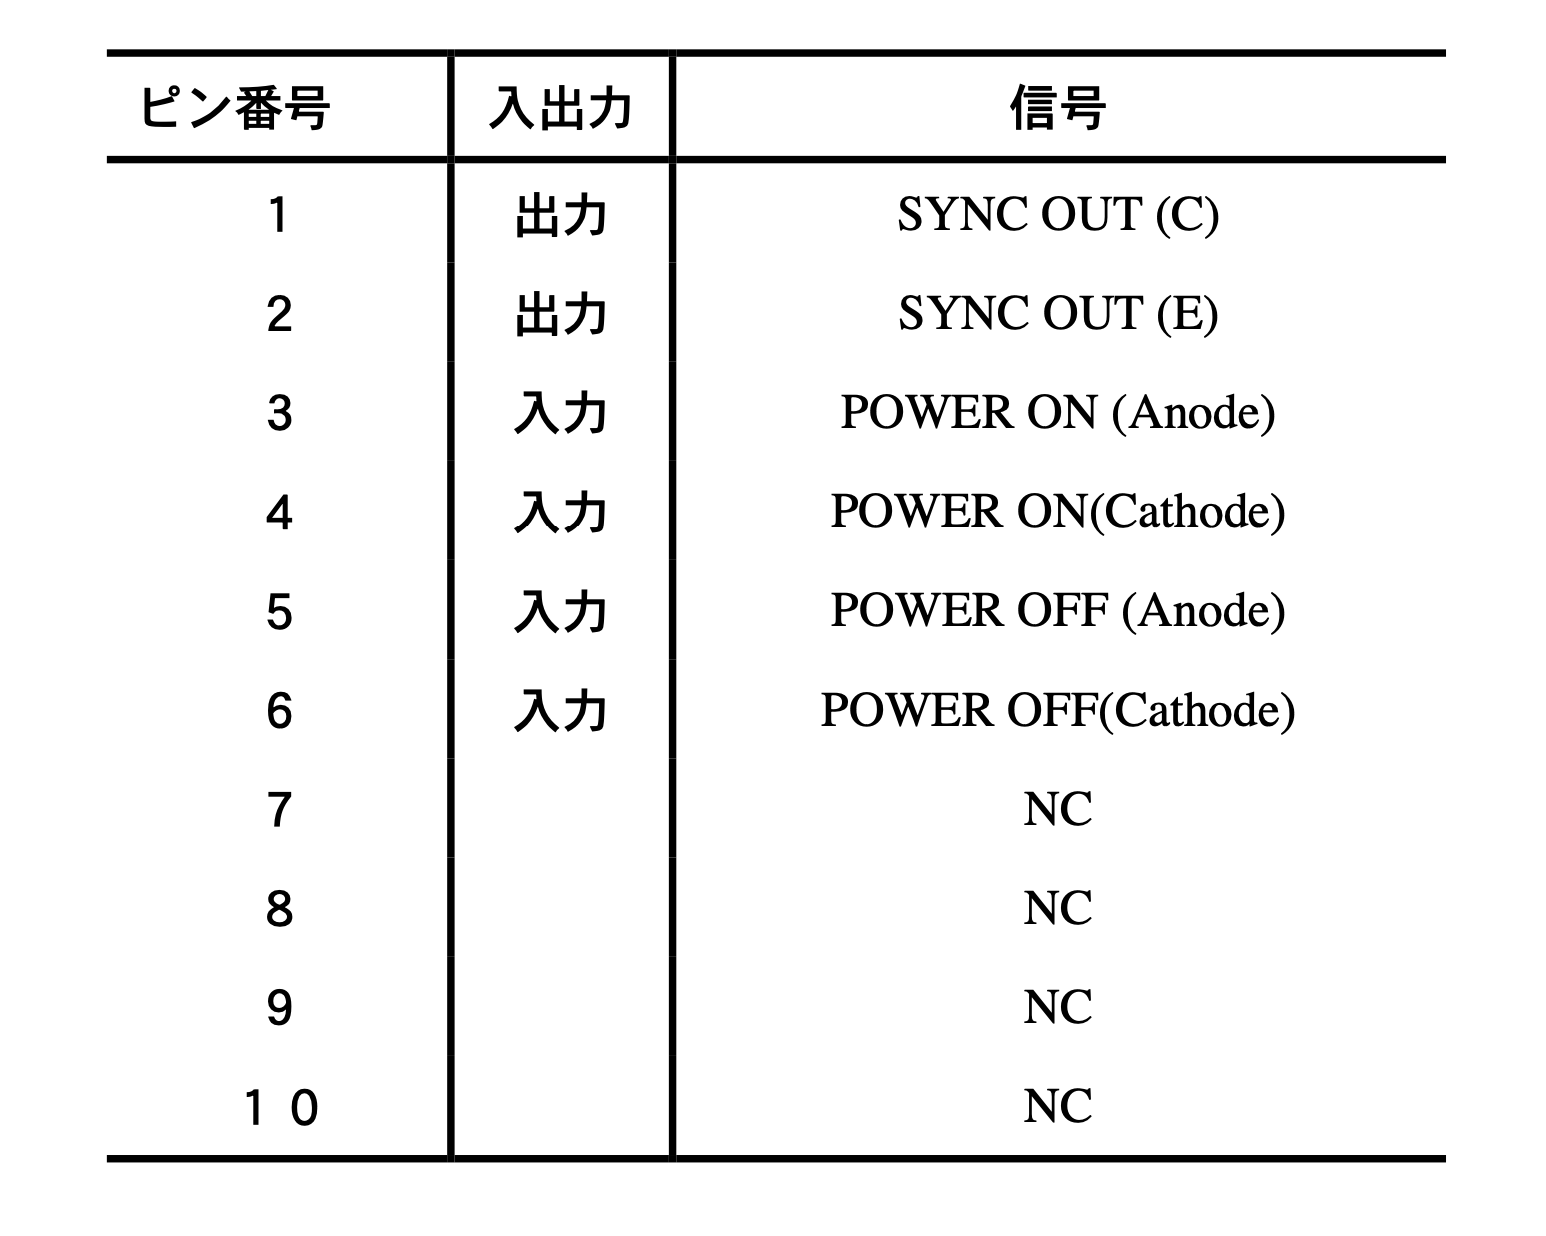 ピン番号 入出力 信号
１ 出力 SYNC OUT (C)
２ 出力 SYNC OUT (E)
３ 入力 POWER ON (Anode)
４ 入力 POWER ON(Cathode)
５ 入力 POWER OFF (Anode)
６ 入力 POWER OFF(Cathode)
７ NC
８ NC
９ NC
１０ NC